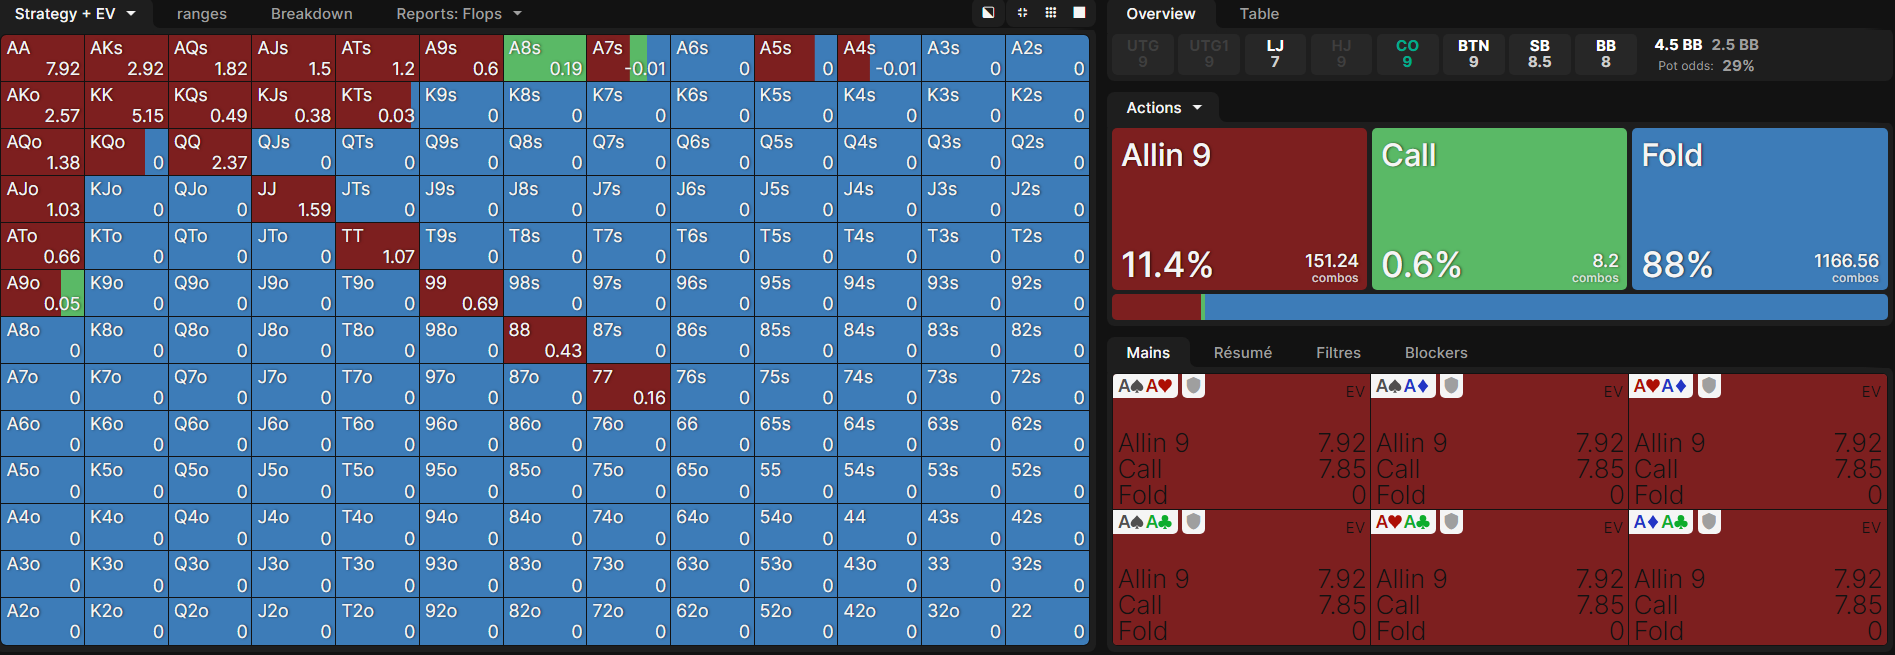 Strategy + EV ranges Breakdown Reports: Flops
AA AKs AQs AJs ATs A9s A8s A7s A6s A5s A4s A3s A2s
7.92 2.92 1.82 1.5 1.2 0.6 0.19 -0.01 0 0 -0.01 0 0
AKo KK KQs KJs KTs K9s K8s K7s K6s K5s K4s K3s K2s
2.57 5.15 0.49 0.38 0.03 0 0 0 0 0 0 0 0
AQo KQo QQ QJs QTs Q9s Q8s Q7s Q6s Q5s Q4s Q3s Q2s
1.38 0 2.37 0 0 0 0 0 0 0 0 0 0
AJo KJo QJo JJ JTs J9s J8s J7s J6s J5s J4s J3s J2s
1.03 0 0 1.59 0 0 0 0 0 0 0 0 0
ATo KTo QTo JTo TT T9s T8s T7s T6s T5s T4s T3s T2s
0.66 0 0 0 1.07 0 0 0 0 0 0 0 0
A9o K9o Q9o J9o T9o 99 98s 97s 96s 95s 94s 93s 92s
0.05 0 0 0 0 0.69 0 0 0 0 0 0 0
A8o K8o Q8o J8o T8o 98o 88 87s 86s 85s 84s 83s 82s
0 0 0 0 0 0 0.43 0 0 0 0 0 0
A7o K7o Q7o J7o T7o 97o 87o 77 76s 75s 74s 73s 72s
0 0 0 0 0 0 0 0.16 0 0 0 0 0
A6o K6o Q6o J6o T6o 96o 86o 76o 66 65s 64s 63s 62s
0 0 0 0 0 0 0 0 0 0 0 0 0
A5o K5o Q5o J5o T5o 95o 85o 75o 65o 55 54s 53s 52s
0 0 0 0 0 0 0 0 0 0 0 0 0
A4o K4o Q4o J4o T4o 94o 84o 74o 64o 54o 44 43s 42s
0 0 0 0 0 0 0 0 0 0 0 0 0
A3o K3o Q3o J3o T3o 93o 83o 73o 63o 53o 43o 33 32s
0 0 0 0 0 0 0 0 0 0 0 0 0
A2o K2o Q2o J2o T2o 92o 82o 72o 62o 52o 42o 32o 22
0 0 0 0 0 0 0 0 0 0 0 0 0
Overview Table
UTG UTG1 LJ HJ CO BTN SB BB 4.5 BB 2.5 BB
9 9 7 9 9 9 8.5 8 Pot odds: 29%
Actions
Allin 9 Call Fold
11.4% 151.24 combos 0.6% 8.2 combos 88% 1166.56 combos
Mains Résumé Filtres Blockers
A♠A♥ EV A♠A♦ EV A♥A♦ EV
Allin 9 7.92 Allin 9 7.92 Allin 9 7.92
Call 7.85 Call 7.85 Call 7.85
Fold 0 Fold 0 Fold 0
A♠A♣ EV A♥A♣ EV A♦A♣ EV
Allin 9 7.92 Allin 9 7.92 Allin 9 7.92
Call 7.85 Call 7.85 Call 7.85
Fold 0 Fold 0 Fold 0